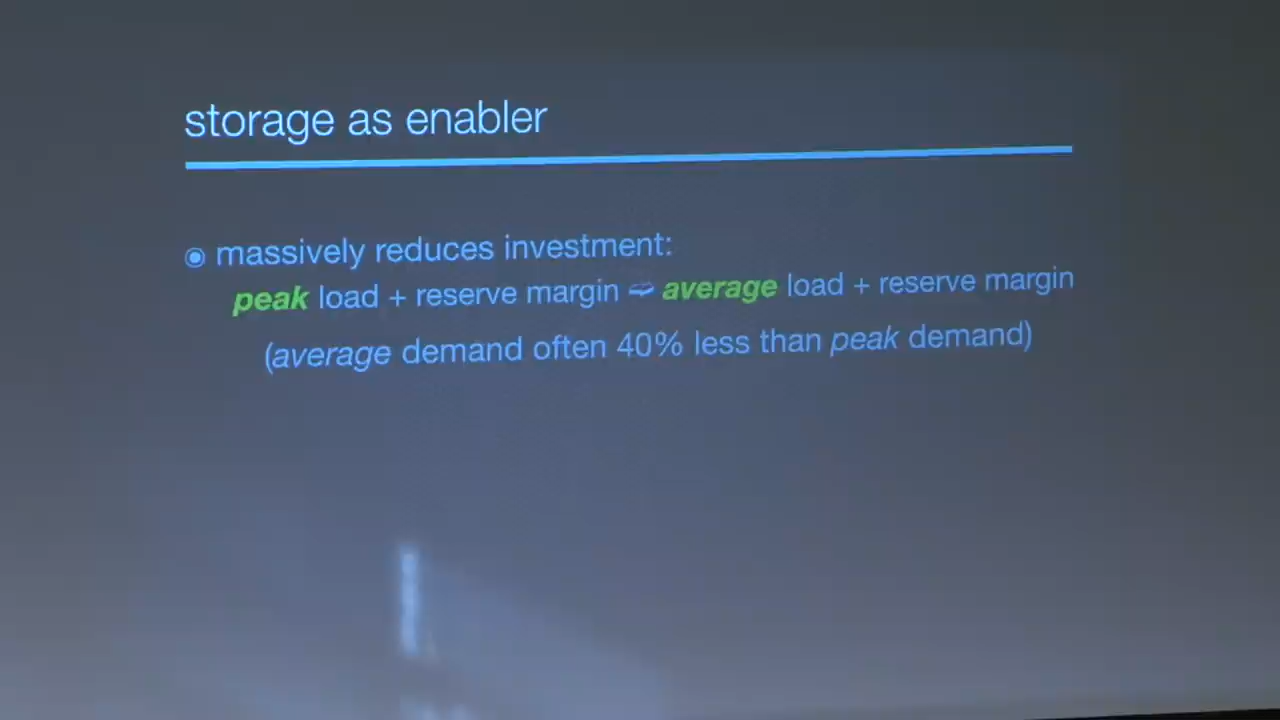 storage as enabler
massively reduces investment:
peak load + reserve margin ➫ average load + reserve margin
(average demand often 40% less than peak demand)